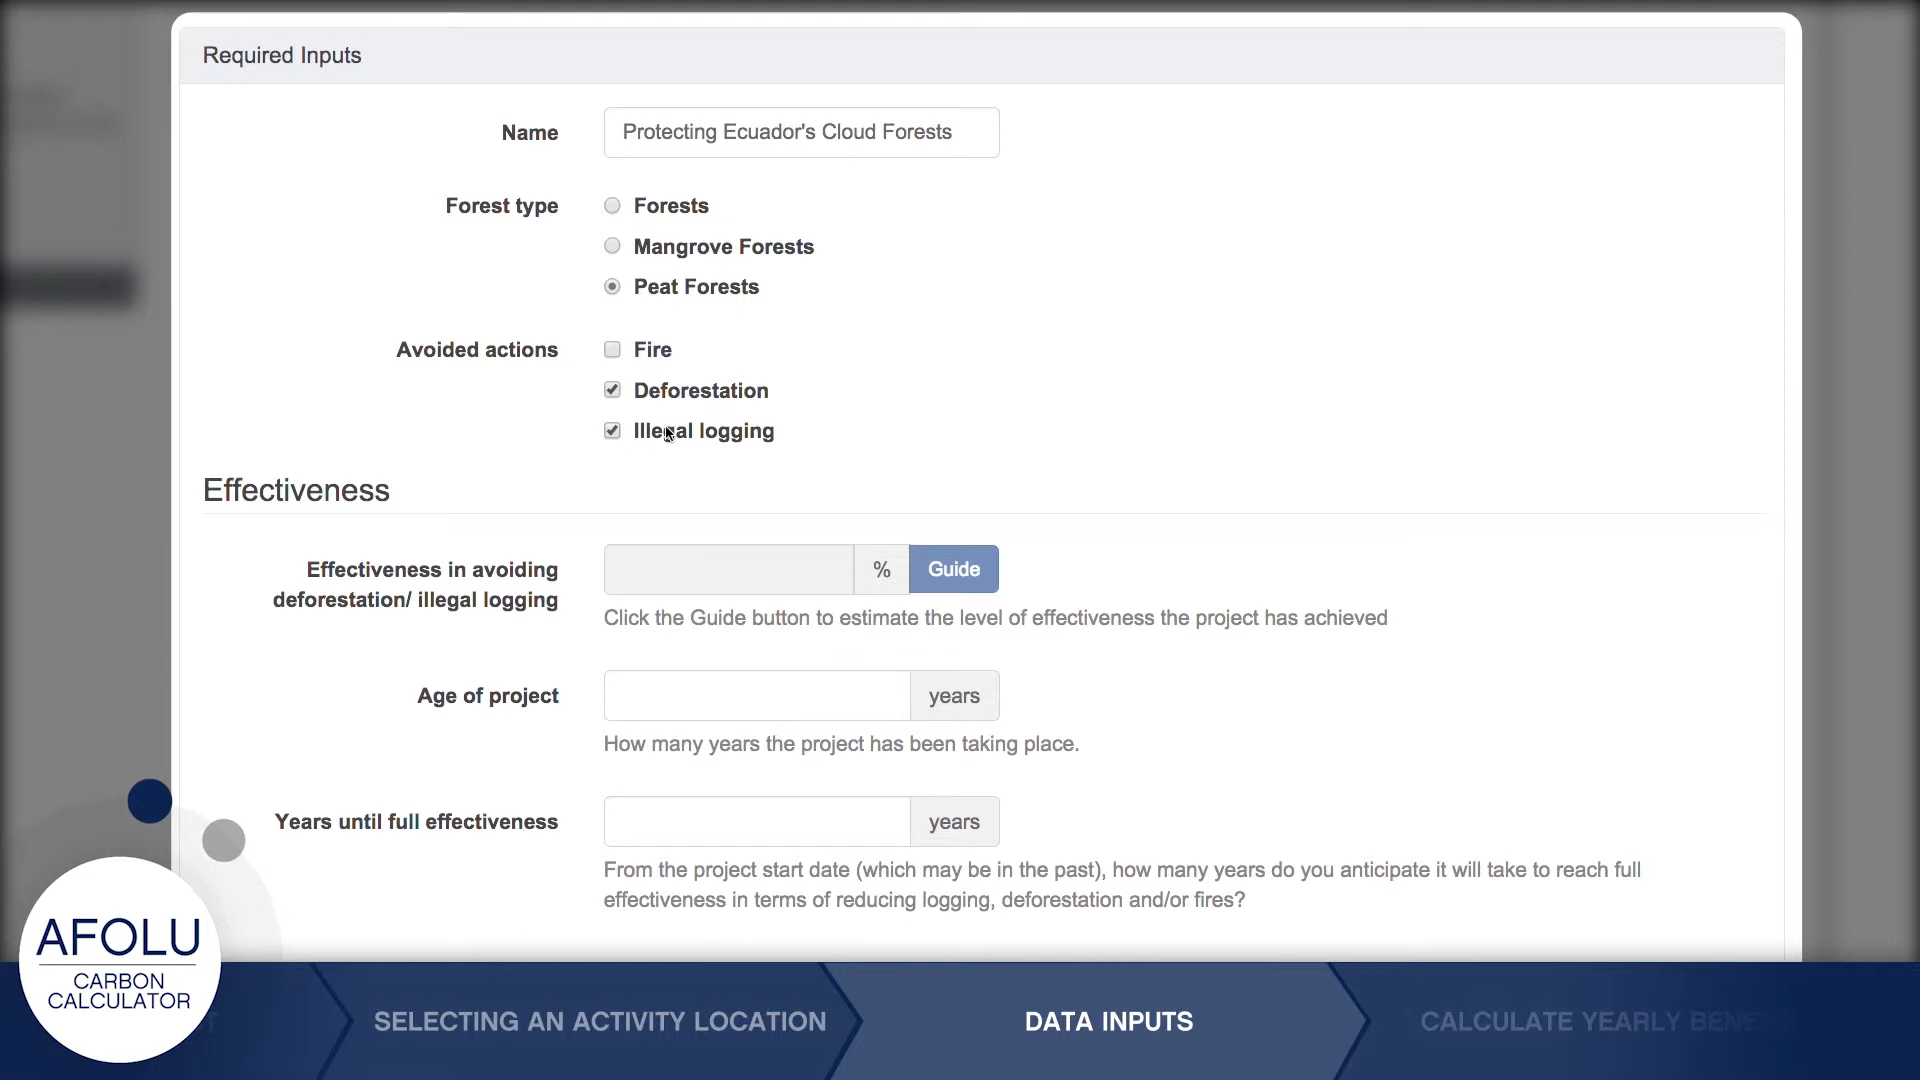 Required Inputs
Name
Protecting Ecuador's Cloud Forests
Forest type
Forests
Mangrove Forests
Peat Forests
Avoided actions
Fire
Deforestation
Illegal logging
Effectiveness
Effectiveness in avoiding
deforestation/ illegal logging
%
Guide
Click the Guide button to estimate the level of effectiveness the project has achieved
Age of project
years
How many years the project has been taking place.
Years until full effectiveness
years
From the project start date (which may be in the past), how many years do you anticipate it will take to reach full
effectiveness in terms of reducing logging, deforestation and/or fires?
AFOLU
CARBON
CALCULATOR
SELECTING AN ACTIVITY LOCATION
DATA INPUTS
CALCULATE YEARLY BENE